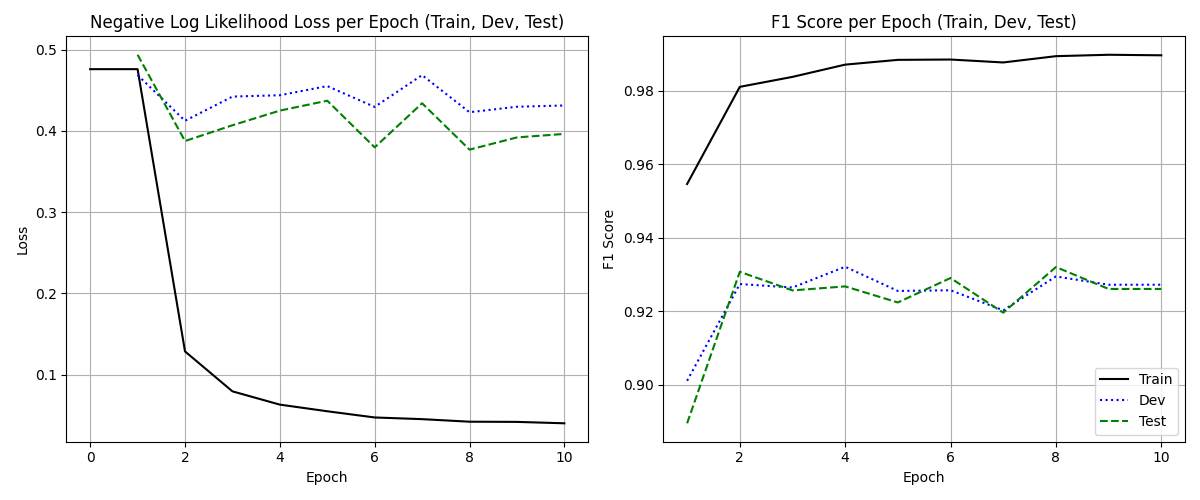 Negative Log Likelihood Loss per Epoch (Train, Dev, Test)
0.5
0.4
0.3
0.2
0.1
Loss
0 2 4 6 8 10
Epoch
F1 Score per Epoch (Train, Dev, Test)
0.98
0.96
0.94
0.92
0.90
F1 Score
Train
Dev
Test
2 4 6 8 10
Epoch